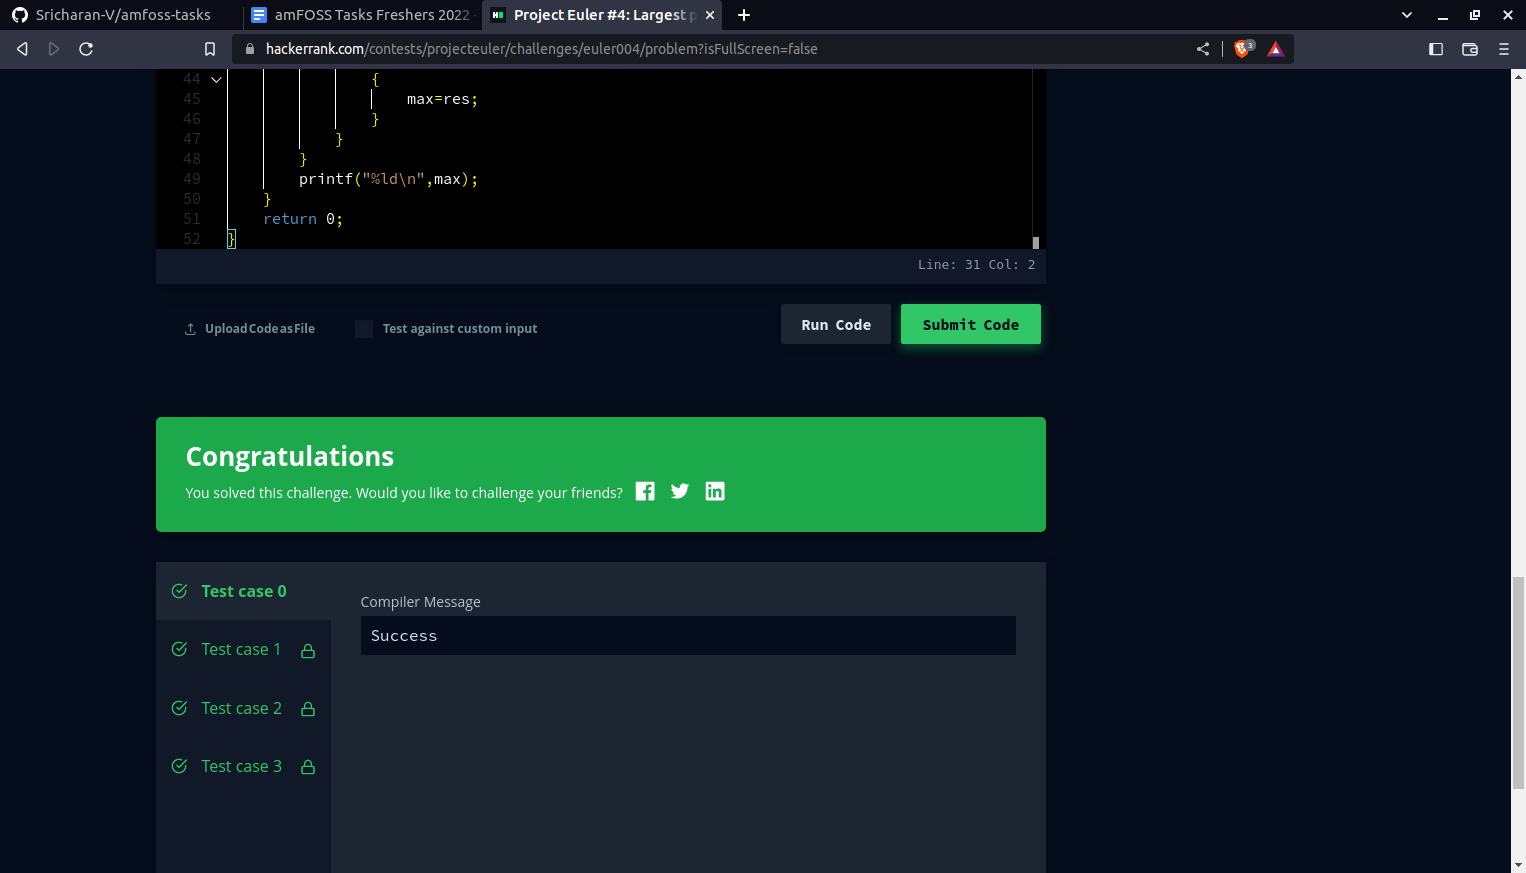 Sricharan-V/amfoss-tasks
amFOSS Tasks Freshers 2022
Project Euler #4: Largest p
hackerrank.com/contests/projecteuler/challenges/euler004/problem?isFullScreen=false
3
44 {
45 max=res;
46 }
47 }
48 }
49 printf("%ld\n",max);
50 }
51 return 0;
52 }
Line: 31 Col: 2
Upload Code as File
Test against custom input
Run Code
Submit Code
Congratulations
You solved this challenge. Would you like to challenge your friends?
Test case 0
Compiler Message
Success
Test case 1
Test case 2
Test case 3